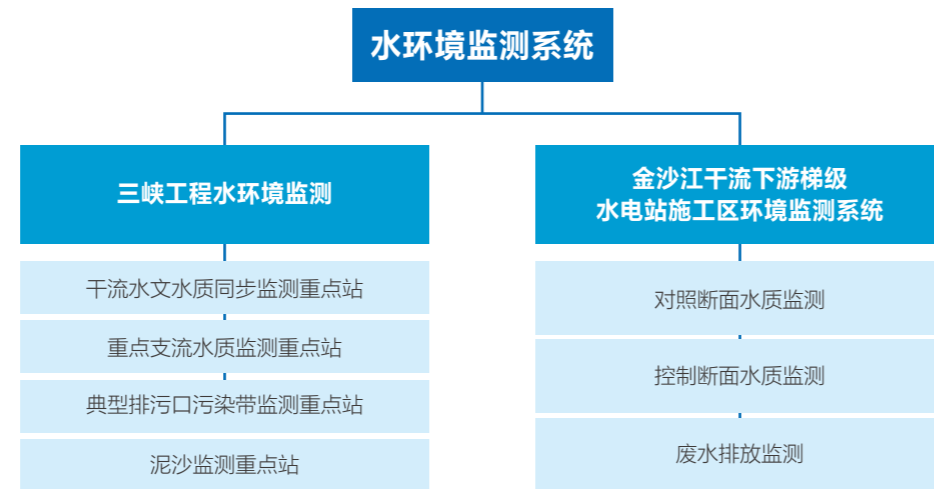 水环境监测系统
三峡工程水环境监测
干流水文水质同步监测重点站
重点支流水质监测重点站
典型排污口污染带监测重点站
泥沙监测重点站
金沙江干流下游梯级
水电站施工区环境监测系统
对照断面水质监测
控制断面水质监测
废水排放监测